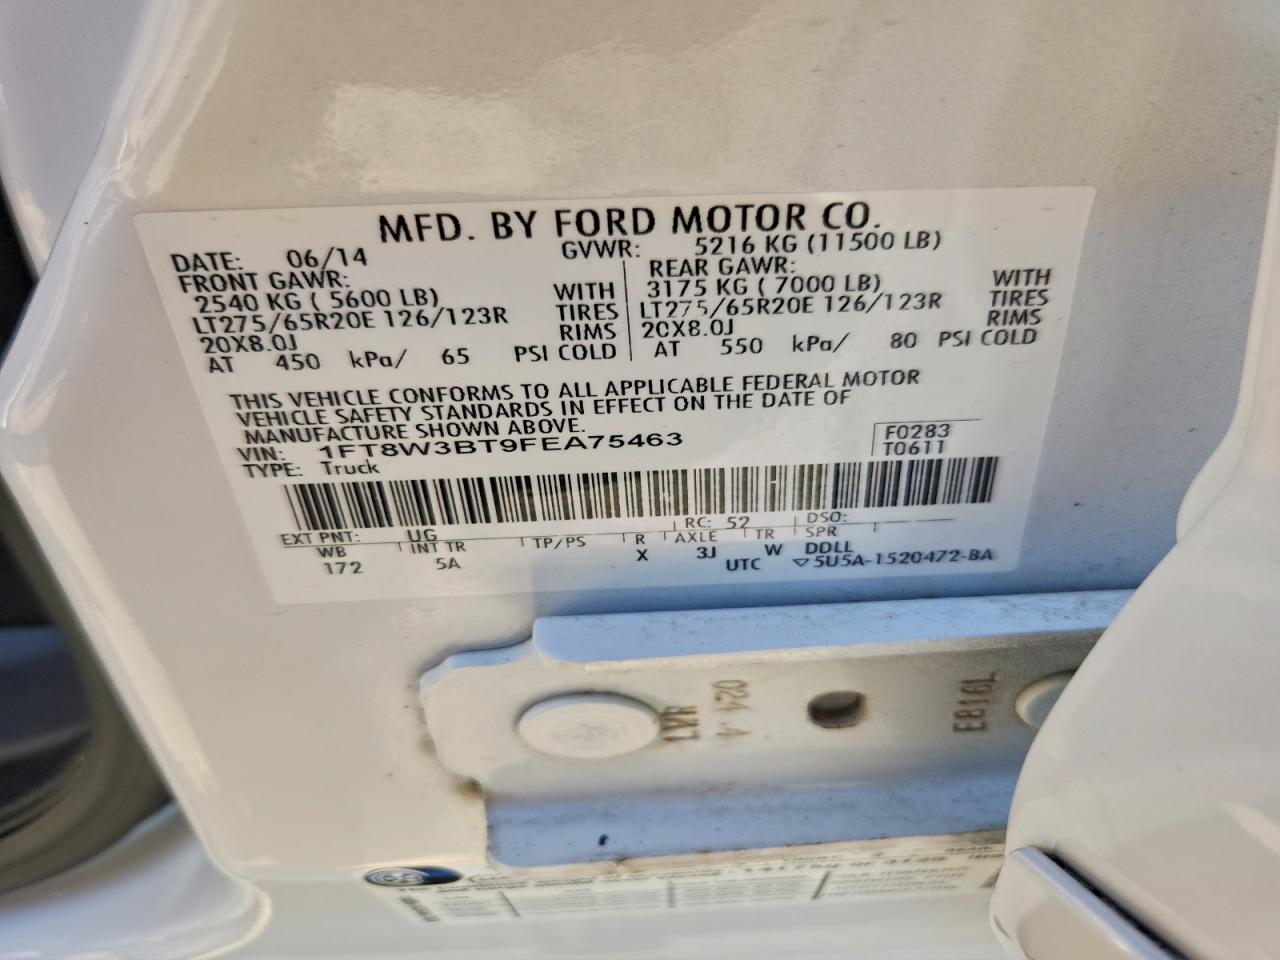 MFD. BY FORD MOTOR CO.
DATE: 06/14 GVWR: 5216 KG (11500 LB)
FRONT GAWR: REAR GAWR:
2540 KG ( 5600 LB) WITH 3175 KG ( 7000 LB) WITH
LT275/65R20E 126/123R TIRES LT275/65R20E 126/123R TIRES
20X8.0J RIMS 20X8.0J RIMS
AT 450 kPa/ 65 PSI COLD AT 550 kPa/ 80 PSI COLD
THIS VEHICLE CONFORMS TO ALL APPLICABLE FEDERAL MOTOR
VEHICLE SAFETY STANDARDS IN EFFECT ON THE DATE OF
MANUFACTURE SHOWN ABOVE.
VIN: 1FT8W3BT9FEA75463 F0283
TYPE: Truck T0611
EXT PNT: UG RC: 52 DSO:
WB INT TR TP/PS R AXLE TR SPR
172 5A X 3J W DDLL
UTC ▽5U5A-1520472-BA
LWR
024 A
E816L